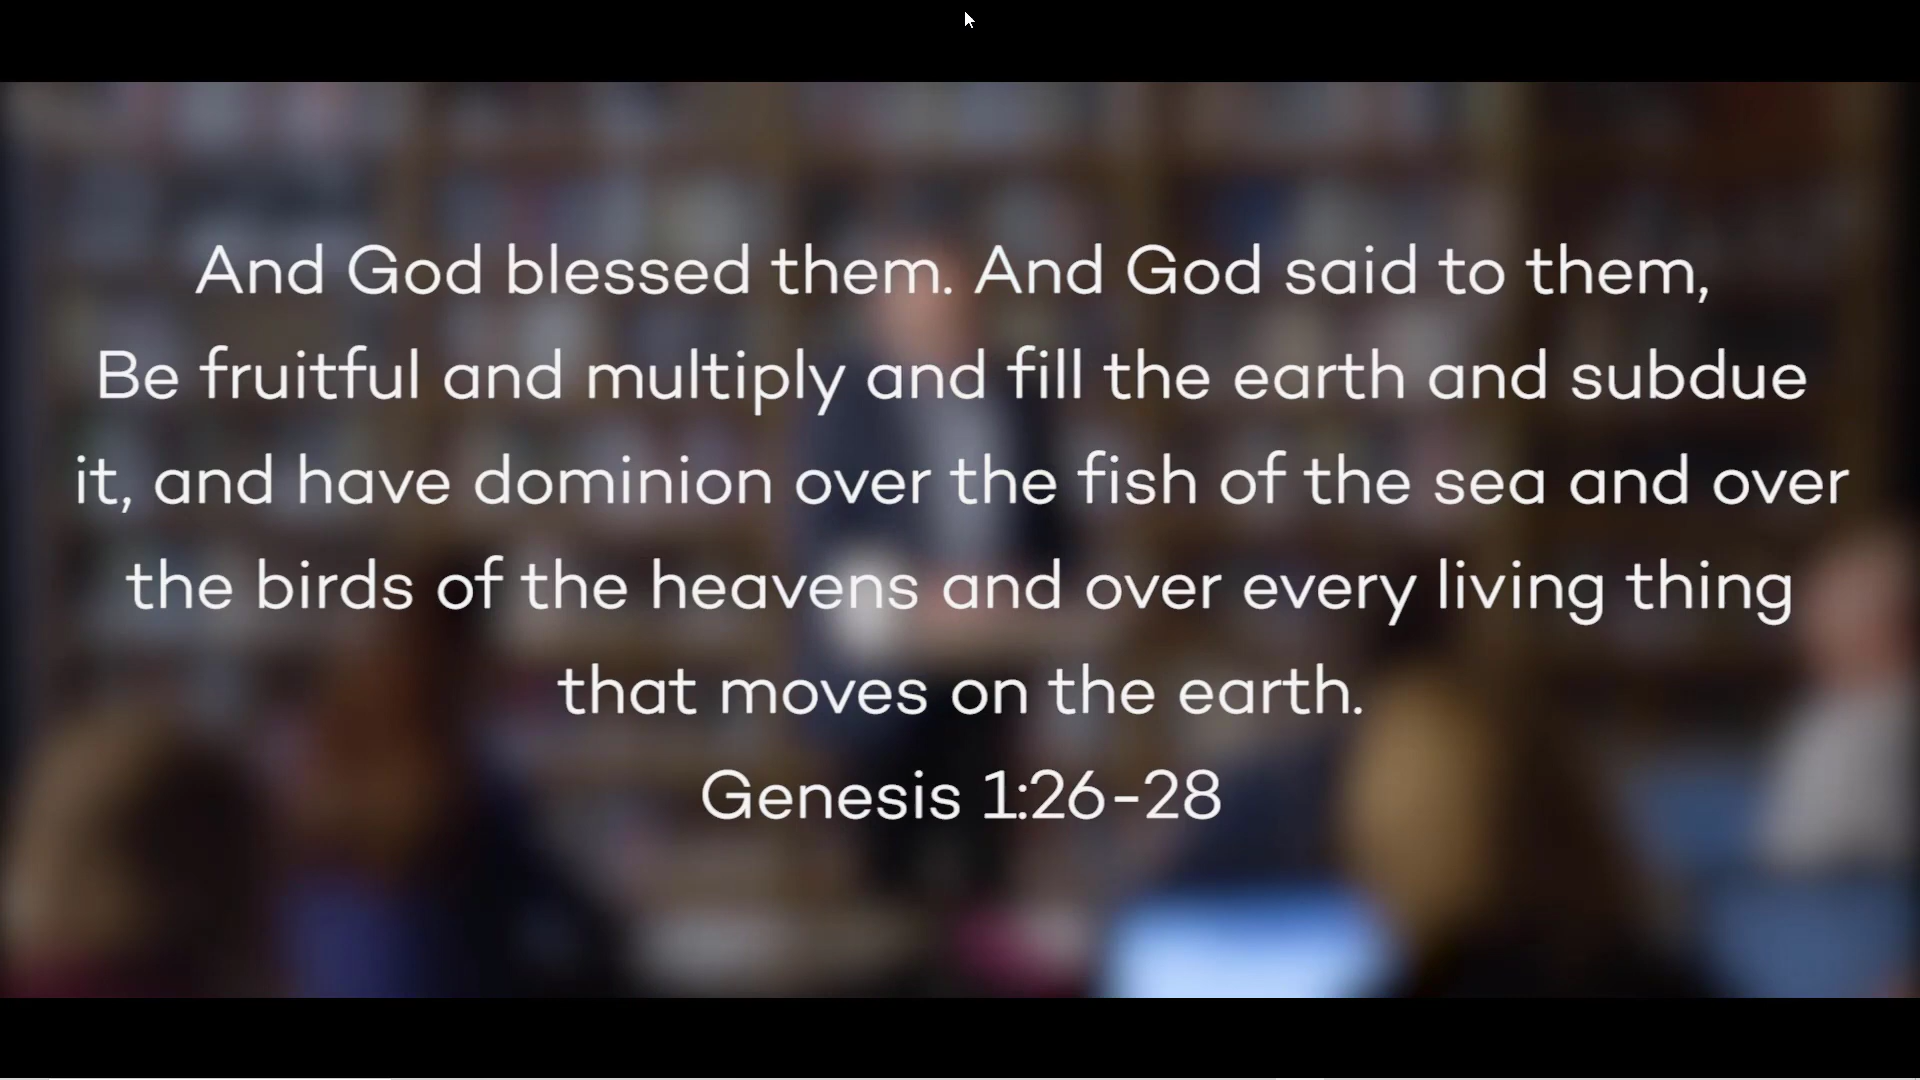 And God blessed them. And God said to them,
Be fruitful and multiply and fill the earth and subdue
it, and have dominion over the fish of the sea and over
the birds of the heavens and over every living thing
that moves on the earth.
Genesis 1:26-28